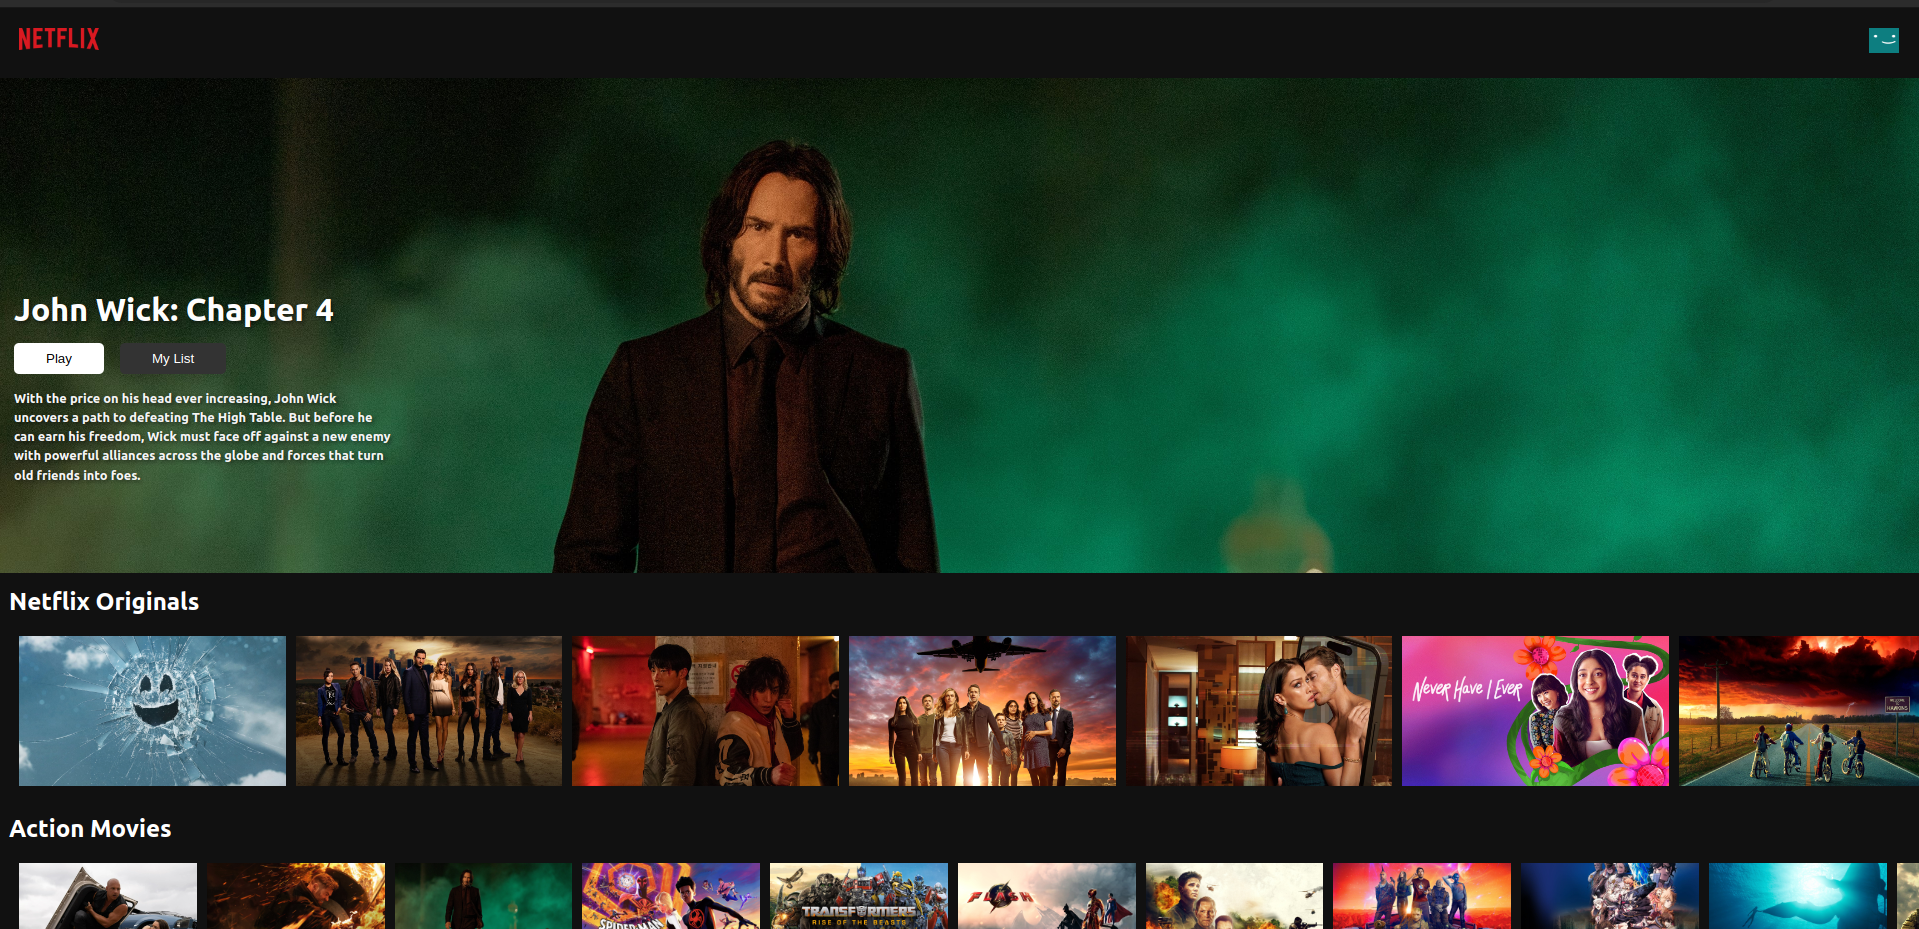 NETFLIX
John Wick: Chapter 4
Play
My List
With the price on his head ever increasing, John Wick
uncovers a path to defeating The High Table. But before he
can earn his freedom, Wick must face off against a new enemy
with powerful alliances across the globe and forces that turn
old friends into foes.
Netflix Originals
Never Have I Ever
HAWKINS
Action Movies
SPIDER-MAN
TRANSFORMERS
RISE OF THE BEASTS
FLASH